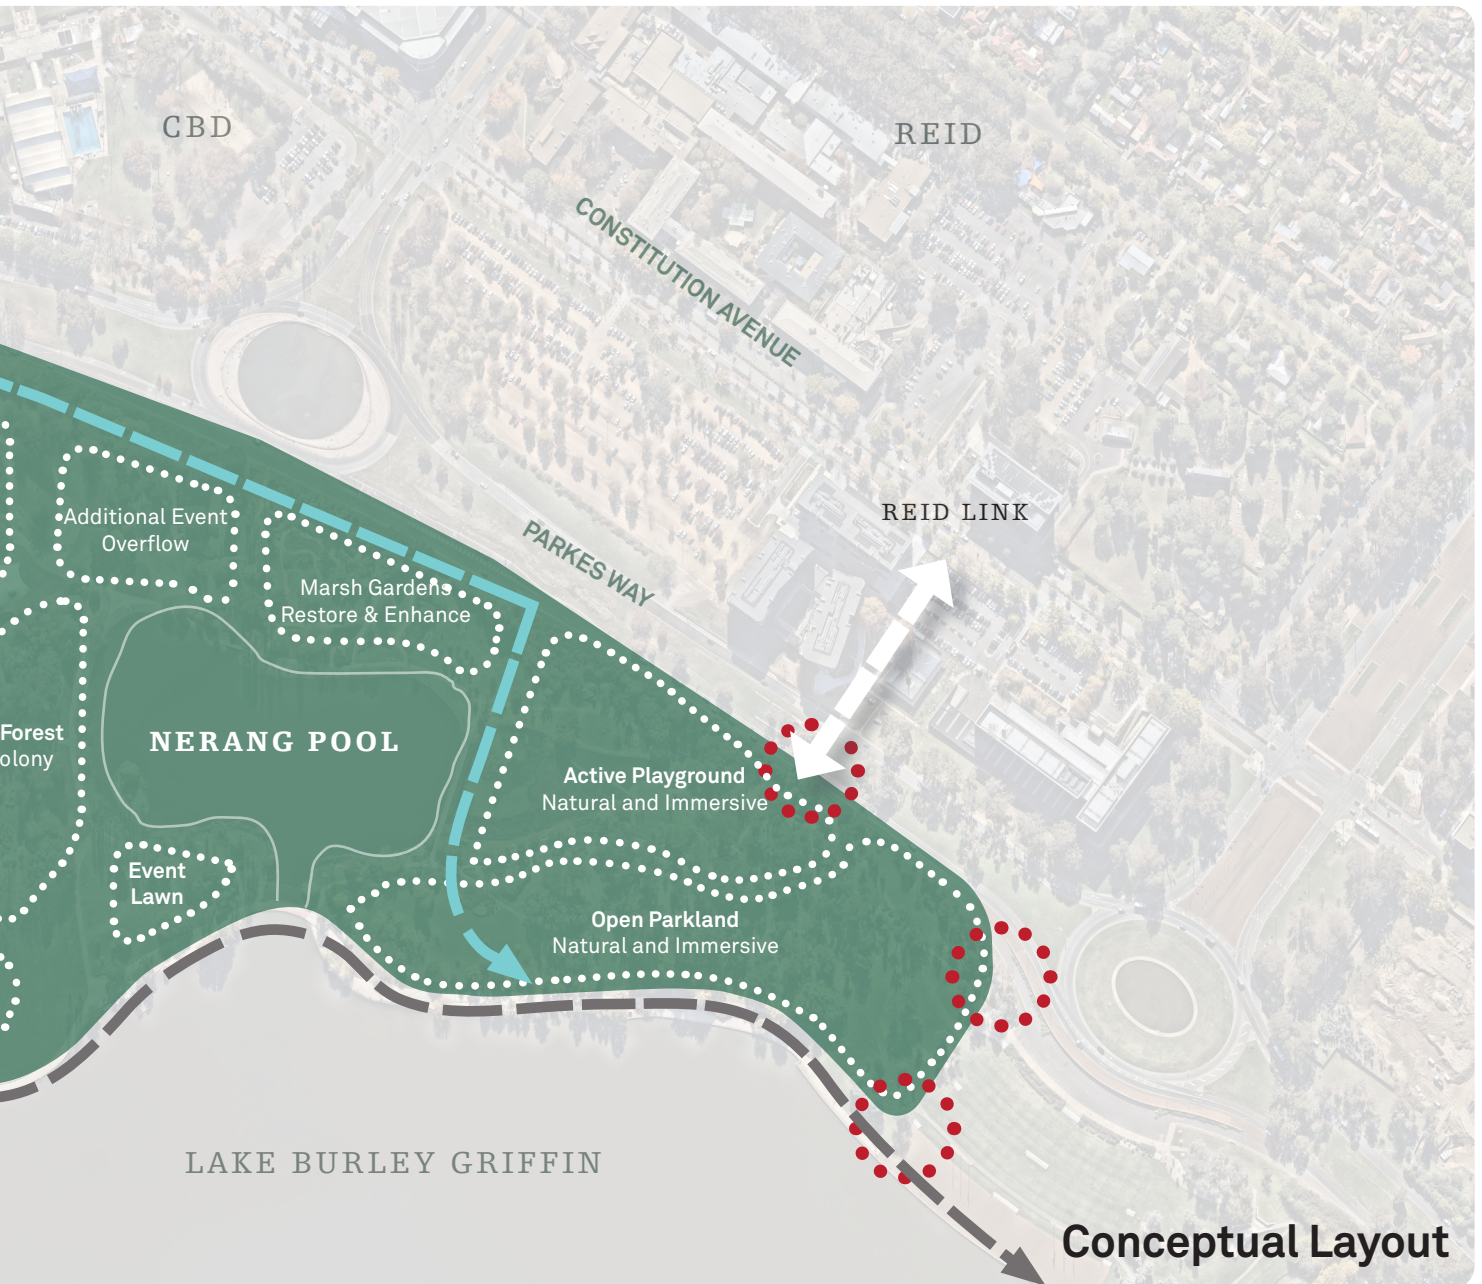 CBD
REID
CONSTITUTION AVENUE
REID LINK
PARKES WAY
Additional Event
Overflow
Marsh Gardens
Restore & Enhance
Forest
olony
NERANG POOL
Active Playground
Natural and Immersive
Event
Lawn
Open Parkland
Natural and Immersive
LAKE BURLEY GRIFFIN
Conceptual Layout